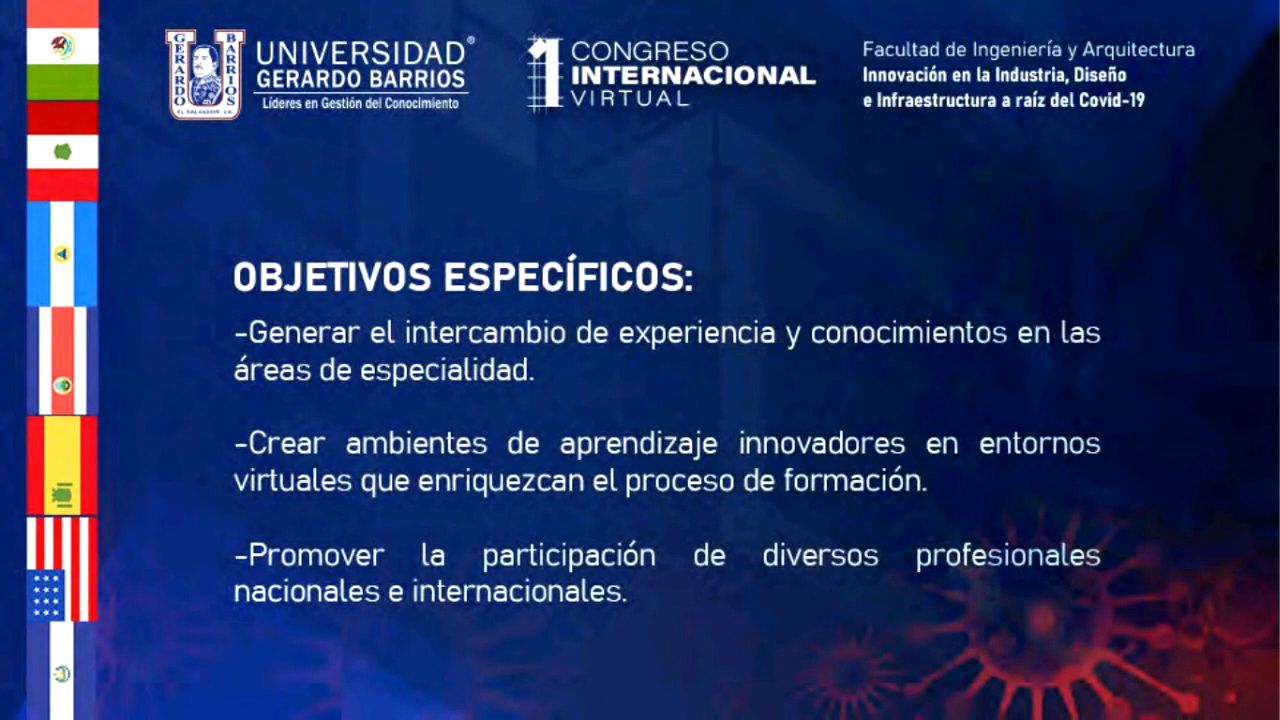 GERARDO
BARRIOS
EL SALVADOR, C.A.
UNIVERSIDAD®
GERARDO BARRIOS
Líderes en Gestión del Conocimiento
1 CONGRESO
INTERNACIONAL
VIRTUAL
Facultad de Ingeniería y Arquitectura
Innovación en la Industria, Diseño
e Infraestructura a raíz del Covid-19
OBJETIVOS ESPECÍFICOS:
-Generar el intercambio de experiencia y conocimientos en las
áreas de especialidad.
-Crear ambientes de aprendizaje innovadores en entornos
virtuales que enriquezcan el proceso de formación.
-Promover la participación de diversos profesionales
nacionales e internacionales.